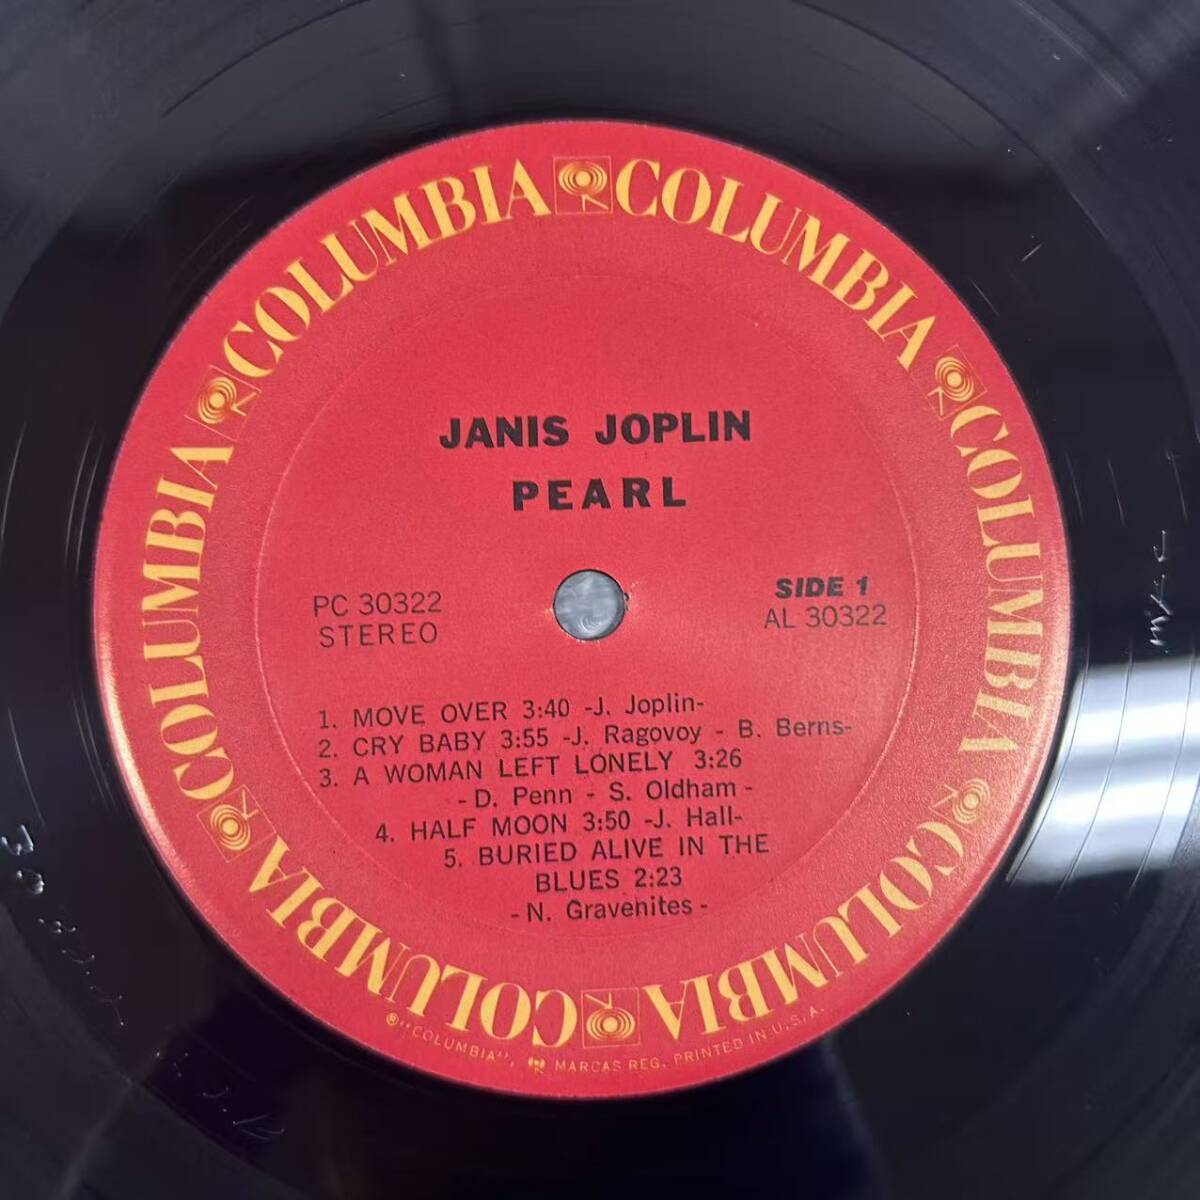 COLUMBIA COLUMBIA COLUMBIA COLUMBIA COLUMBIA COLUMBIA
JANIS JOPLIN
PEARL
PC 30322
STEREO
SIDE 1
AL 30322
1. MOVE OVER 3:40 -J. Joplin-
2. CRY BABY 3:55 -J. Ragovoy - B. Berns-
3. A WOMAN LEFT LONELY 3:26
- D. Penn - S. Oldham -
4. HALF MOON 3:50 -J. Hall-
5. BURIED ALIVE IN THE
BLUES 2:23
- N. Gravenites -
®"COLUMBIA", MARCAS REG. PRINTED IN U.S.A.